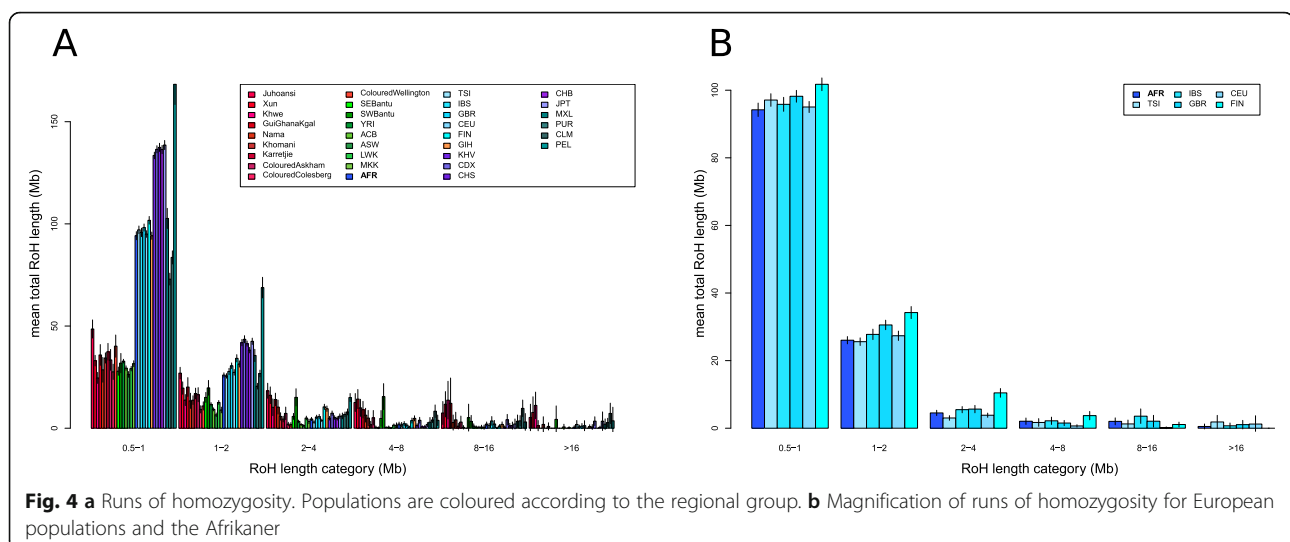 A
B
Juhoansi
Xun
Khwe
GuiGhanaKgal
Nama
Khomani
Karretjie
ColouredAskham
ColouredColesberg
ColouredWellington
SEBantu
SWBantu
YRI
ACB
ASW
LWK
MKK
AFR
TSI
IBS
GBR
CEU
FIN
GIH
KHV
CDX
CHS
CHB
JPT
MXL
PUR
CLM
PEL
mean total RoH length (Mb)
0
50
100
150
0.5−1
1−2
2−4
4−8
8−16
>16
RoH length category (Mb)
AFR
TSI
IBS
GBR
CEU
FIN
mean total RoH length (Mb)
0
20
40
60
80
100
0.5−1
1−2
2−4
4−8
8−16
>16
RoH length category (Mb)
Fig. 4 a Runs of homozygosity. Populations are coloured according to the regional group. b Magnification of runs of homozygosity for European
populations and the Afrikaner